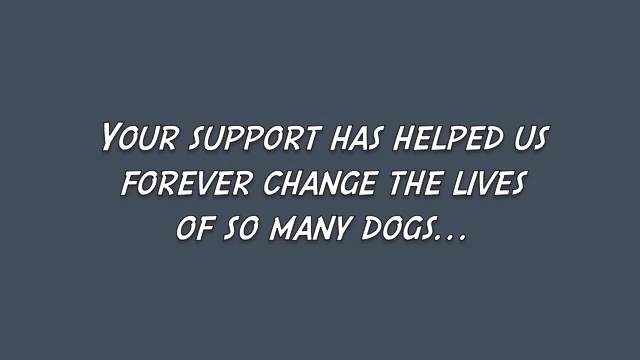 Your support has helped us
forever change the lives
of so many dogs...